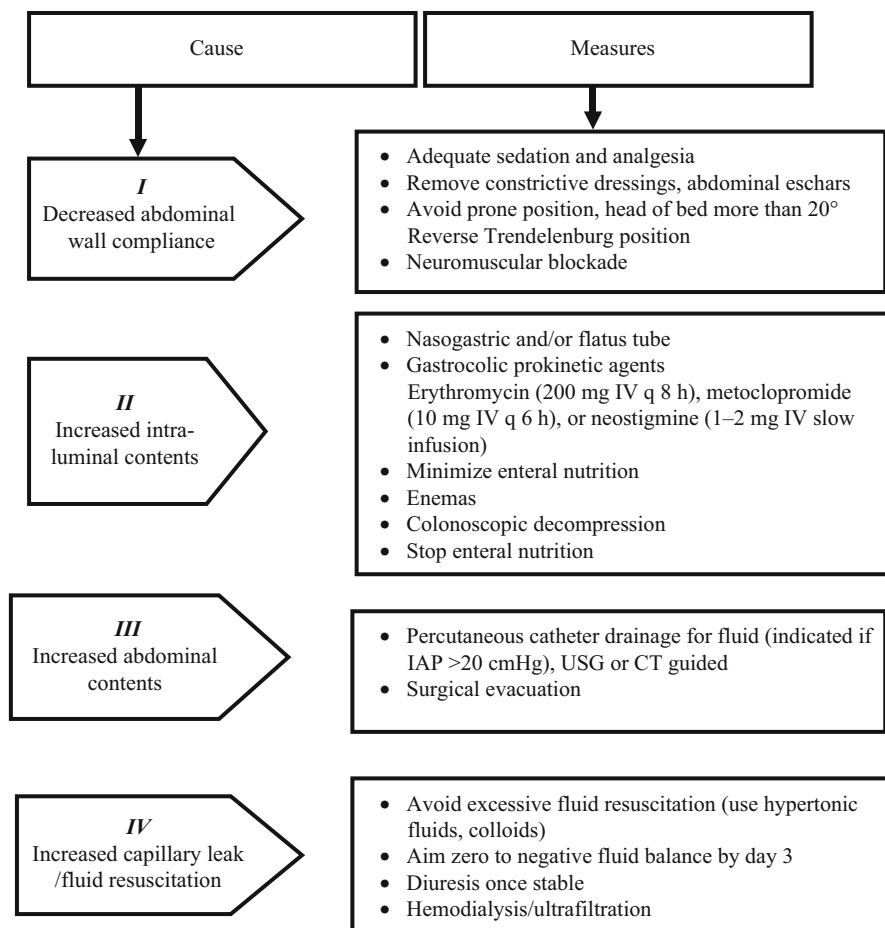 Cause
Measures
I
Decreased abdominal
wall compliance
• Adequate sedation and analgesia
• Remove constrictive dressings, abdominal eschars
• Avoid prone position, head of bed more than 20°
Reverse Trendelenburg position
• Neuromuscular blockade
II
Increased intra-
luminal contents
• Nasogastric and/or flatus tube
• Gastrocolic prokinetic agents
Erythromycin (200 mg IV q 8 h), metoclopromide
(10 mg IV q 6 h), or neostigmine (1–2 mg IV slow
infusion)
• Minimize enteral nutrition
• Enemas
• Colonoscopic decompression
• Stop enteral nutrition
III
Increased abdominal
contents
• Percutaneous catheter drainage for fluid (indicated if
IAP >20 cmHg), USG or CT guided
• Surgical evacuation
IV
Increased capillary leak
/fluid resuscitation
• Avoid excessive fluid resuscitation (use hypertonic
fluids, colloids)
• Aim zero to negative fluid balance by day 3
• Diuresis once stable
• Hemodialysis/ultrafiltration